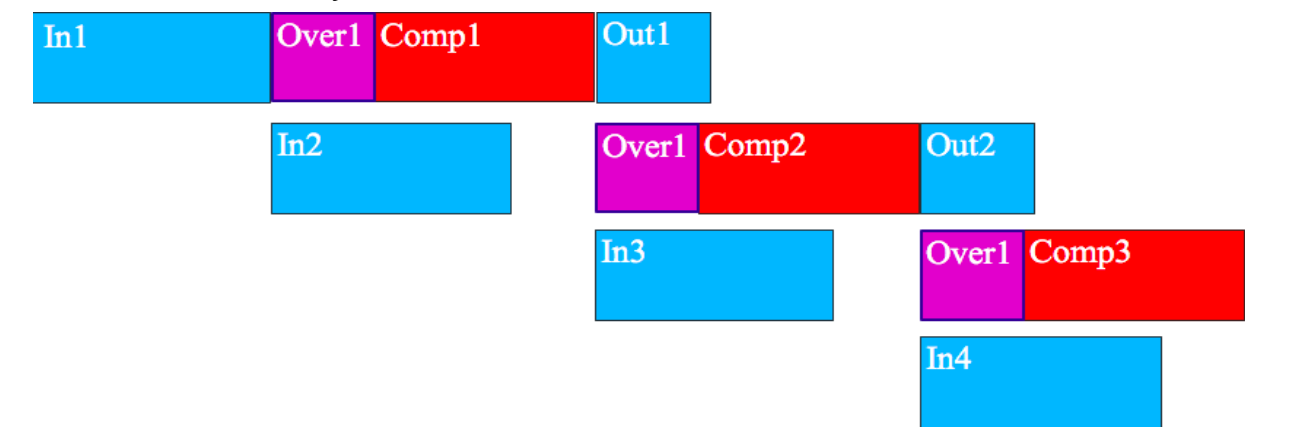 In1 Over1 Comp1 Out1
In2 Over1 Comp2 Out2
In3 Over1 Comp3
In4